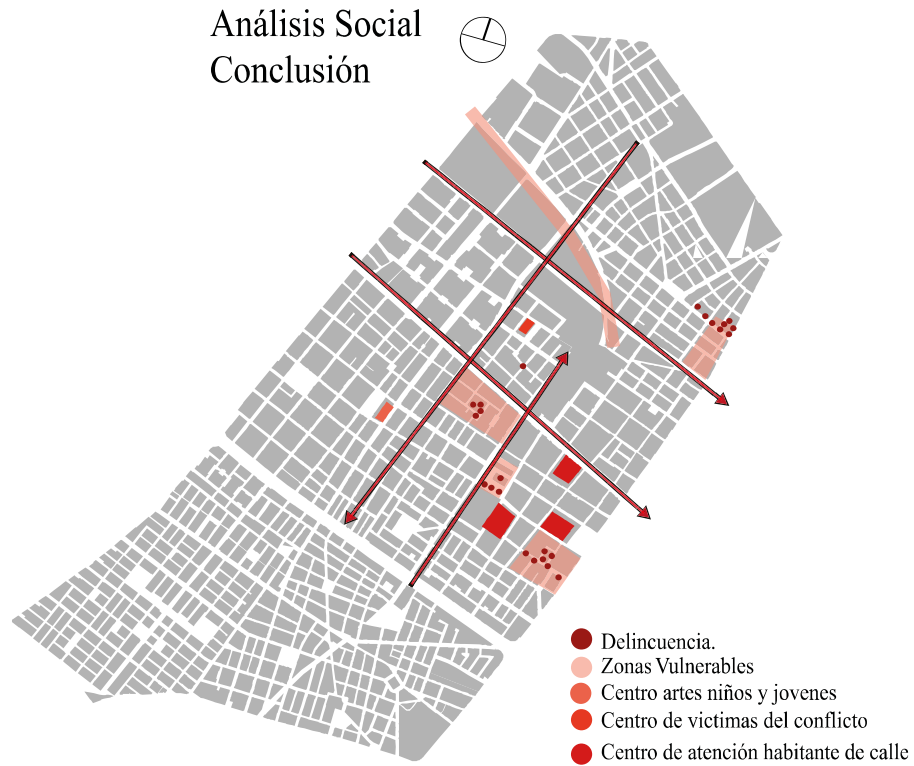 Análisis Social
Conclusión
Delincuencia.
Zonas Vulnerables
Centro artes niños y jovenes
Centro de victimas del conflicto
Centro de atención habitante de calle